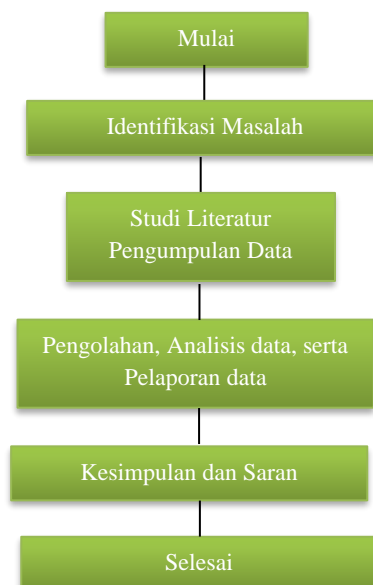 Mulai
Identifikasi Masalah
Studi Literatur
Pengumpulan Data
Pengolahan, Analisis data, serta
Pelaporan data
Kesimpulan dan Saran
Selesai